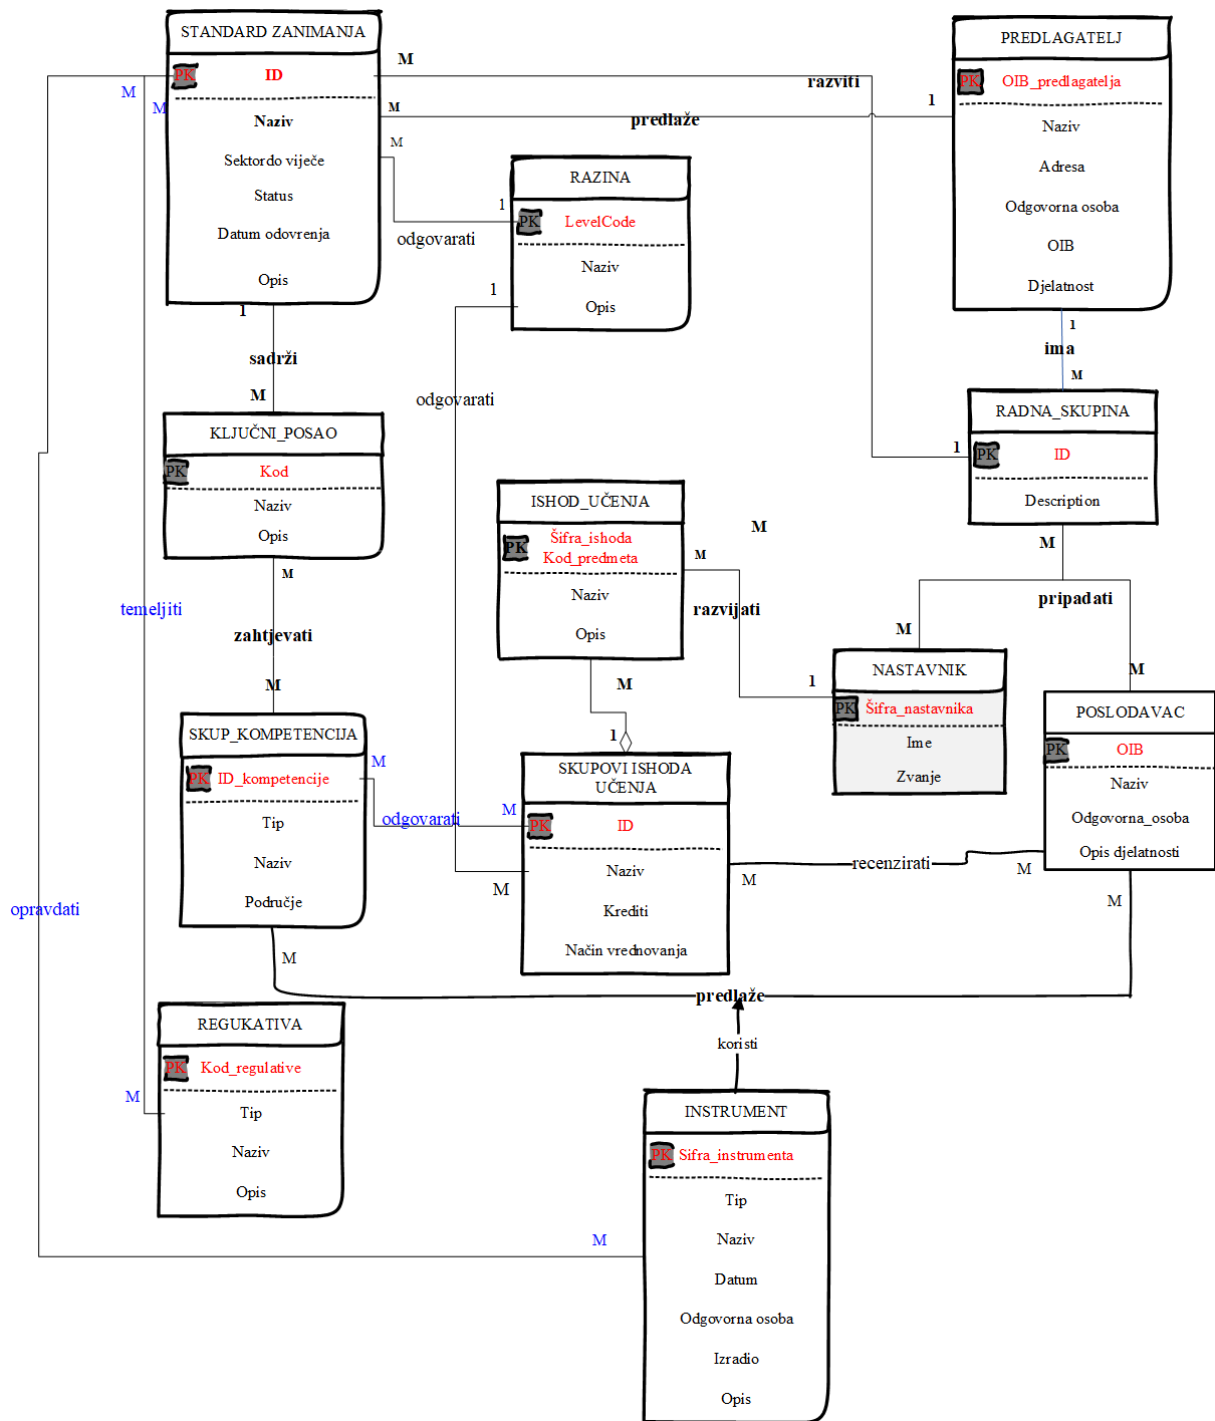 STANDARD ZANIMANJA
PK
ID
Naziv
Sektordo viječe
Status
Datum odovrenja
Opis
PREDLAGATELJ
PK
OIB_predlagatelja
Naziv
Adresa
Odgovorna osoba
OIB
Djelatnost
M
razviti
M
M
M
predlaže
1
M
RAZINA
PK
LevelCode
Naziv
Opis
1
odgovarati
1
1
sadrži
M
odgovarati
1
ima
M
KLJUČNI_POSAO
PK
Kod
Naziv
Opis
RADNA_SKUPINA
1
PK
ID
Description
ISHOD_UČENJA
PK
Šifra_ishoda
Kod_predmeta
Naziv
Opis
M
M
M
M
razvijati
pripadati
temeljiti
zahtjevati
M
M
M
M
1
NASTAVNIK
PK
Šifra_nastavnika
Ime
Zvanje
POSLODAVAC
PK
OIB
Naziv
Odgovorna_osoba
Opis djelatnosti
SKUP_KOMPETENCIJA
PK
ID_kompetencije
Tip
Naziv
Područje
M
odgovarati
M
1
SKUPOVI ISHODA
UČENJA
PK
ID
Naziv
Krediti
Način vrednovanja
M
recenzirati
M
M
M
opravdati
M
predlaže
koristi
REGUKATIVA
PK
Kod_regulative
Tip
Naziv
Opis
M
M
INSTRUMENT
PK
Sifra_instrumenta
Tip
Naziv
Datum
Odgovorna osoba
Izradio
Opis